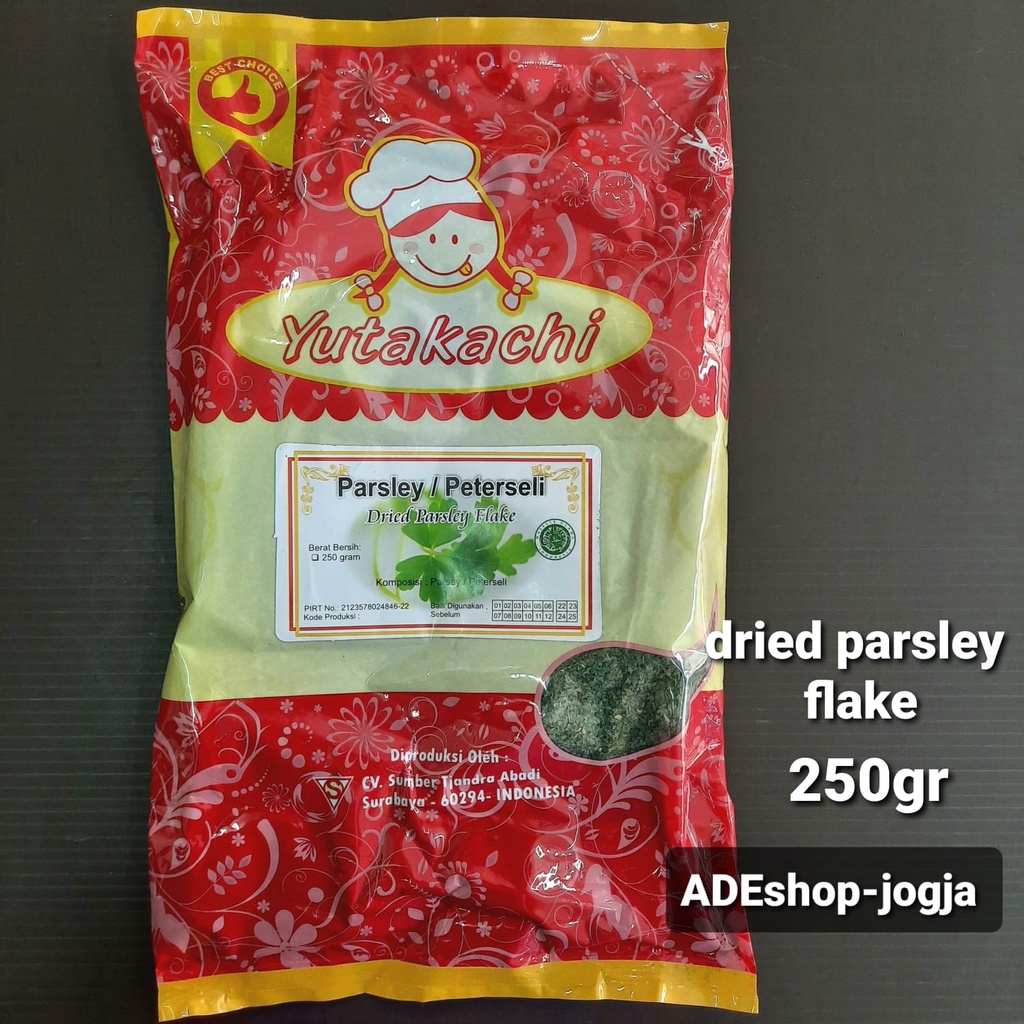 BEST CHOICE
Yutakachi
Parsley / Peterseli
Dried Parsley Flake
Berat Bersih:
❏ 250 gram
Komposisi : Parsey / Peterseli
PIRT No.: 2123578024846-22
Kode Produksi :
Baik Digunakan
Sebelum :
01 02 03 04 05 06 22 23
07 08 09 10 11 12 24 25
dried parsley
flake
250gr
Diproduksi Oleh :
S
CV. Sumber Tjandra Abadi
Surabaya - 60294- INDONESIA
ADEshop-jogja